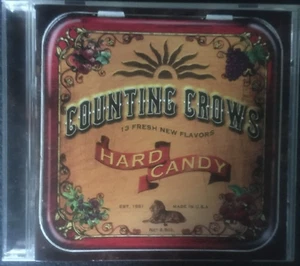 COUNTING CROWS
13 FRESH NEW FLAVORS
HARD
CANDY
EST. 1991 MADE IN U.S.A.